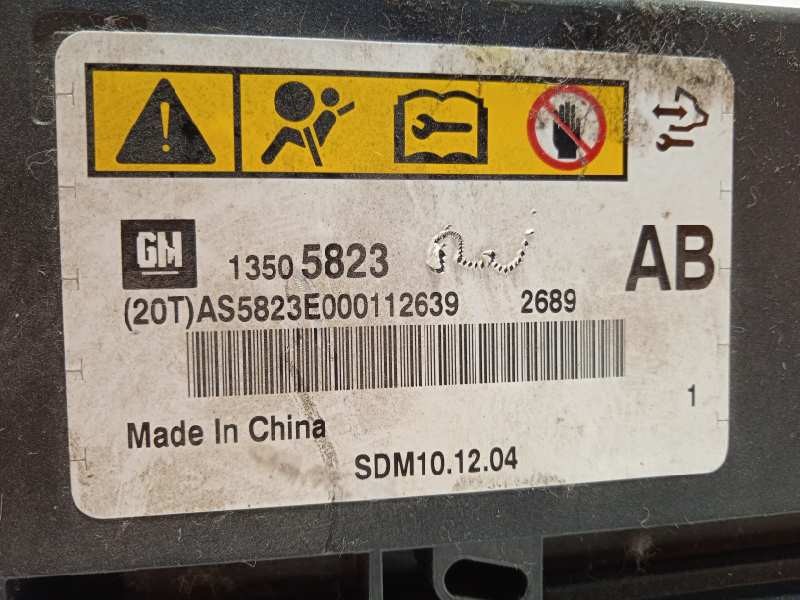 GM 1350 5823
AB
(20T)AS5823E000112639 2689
1
Made In China
SDM10.12.04